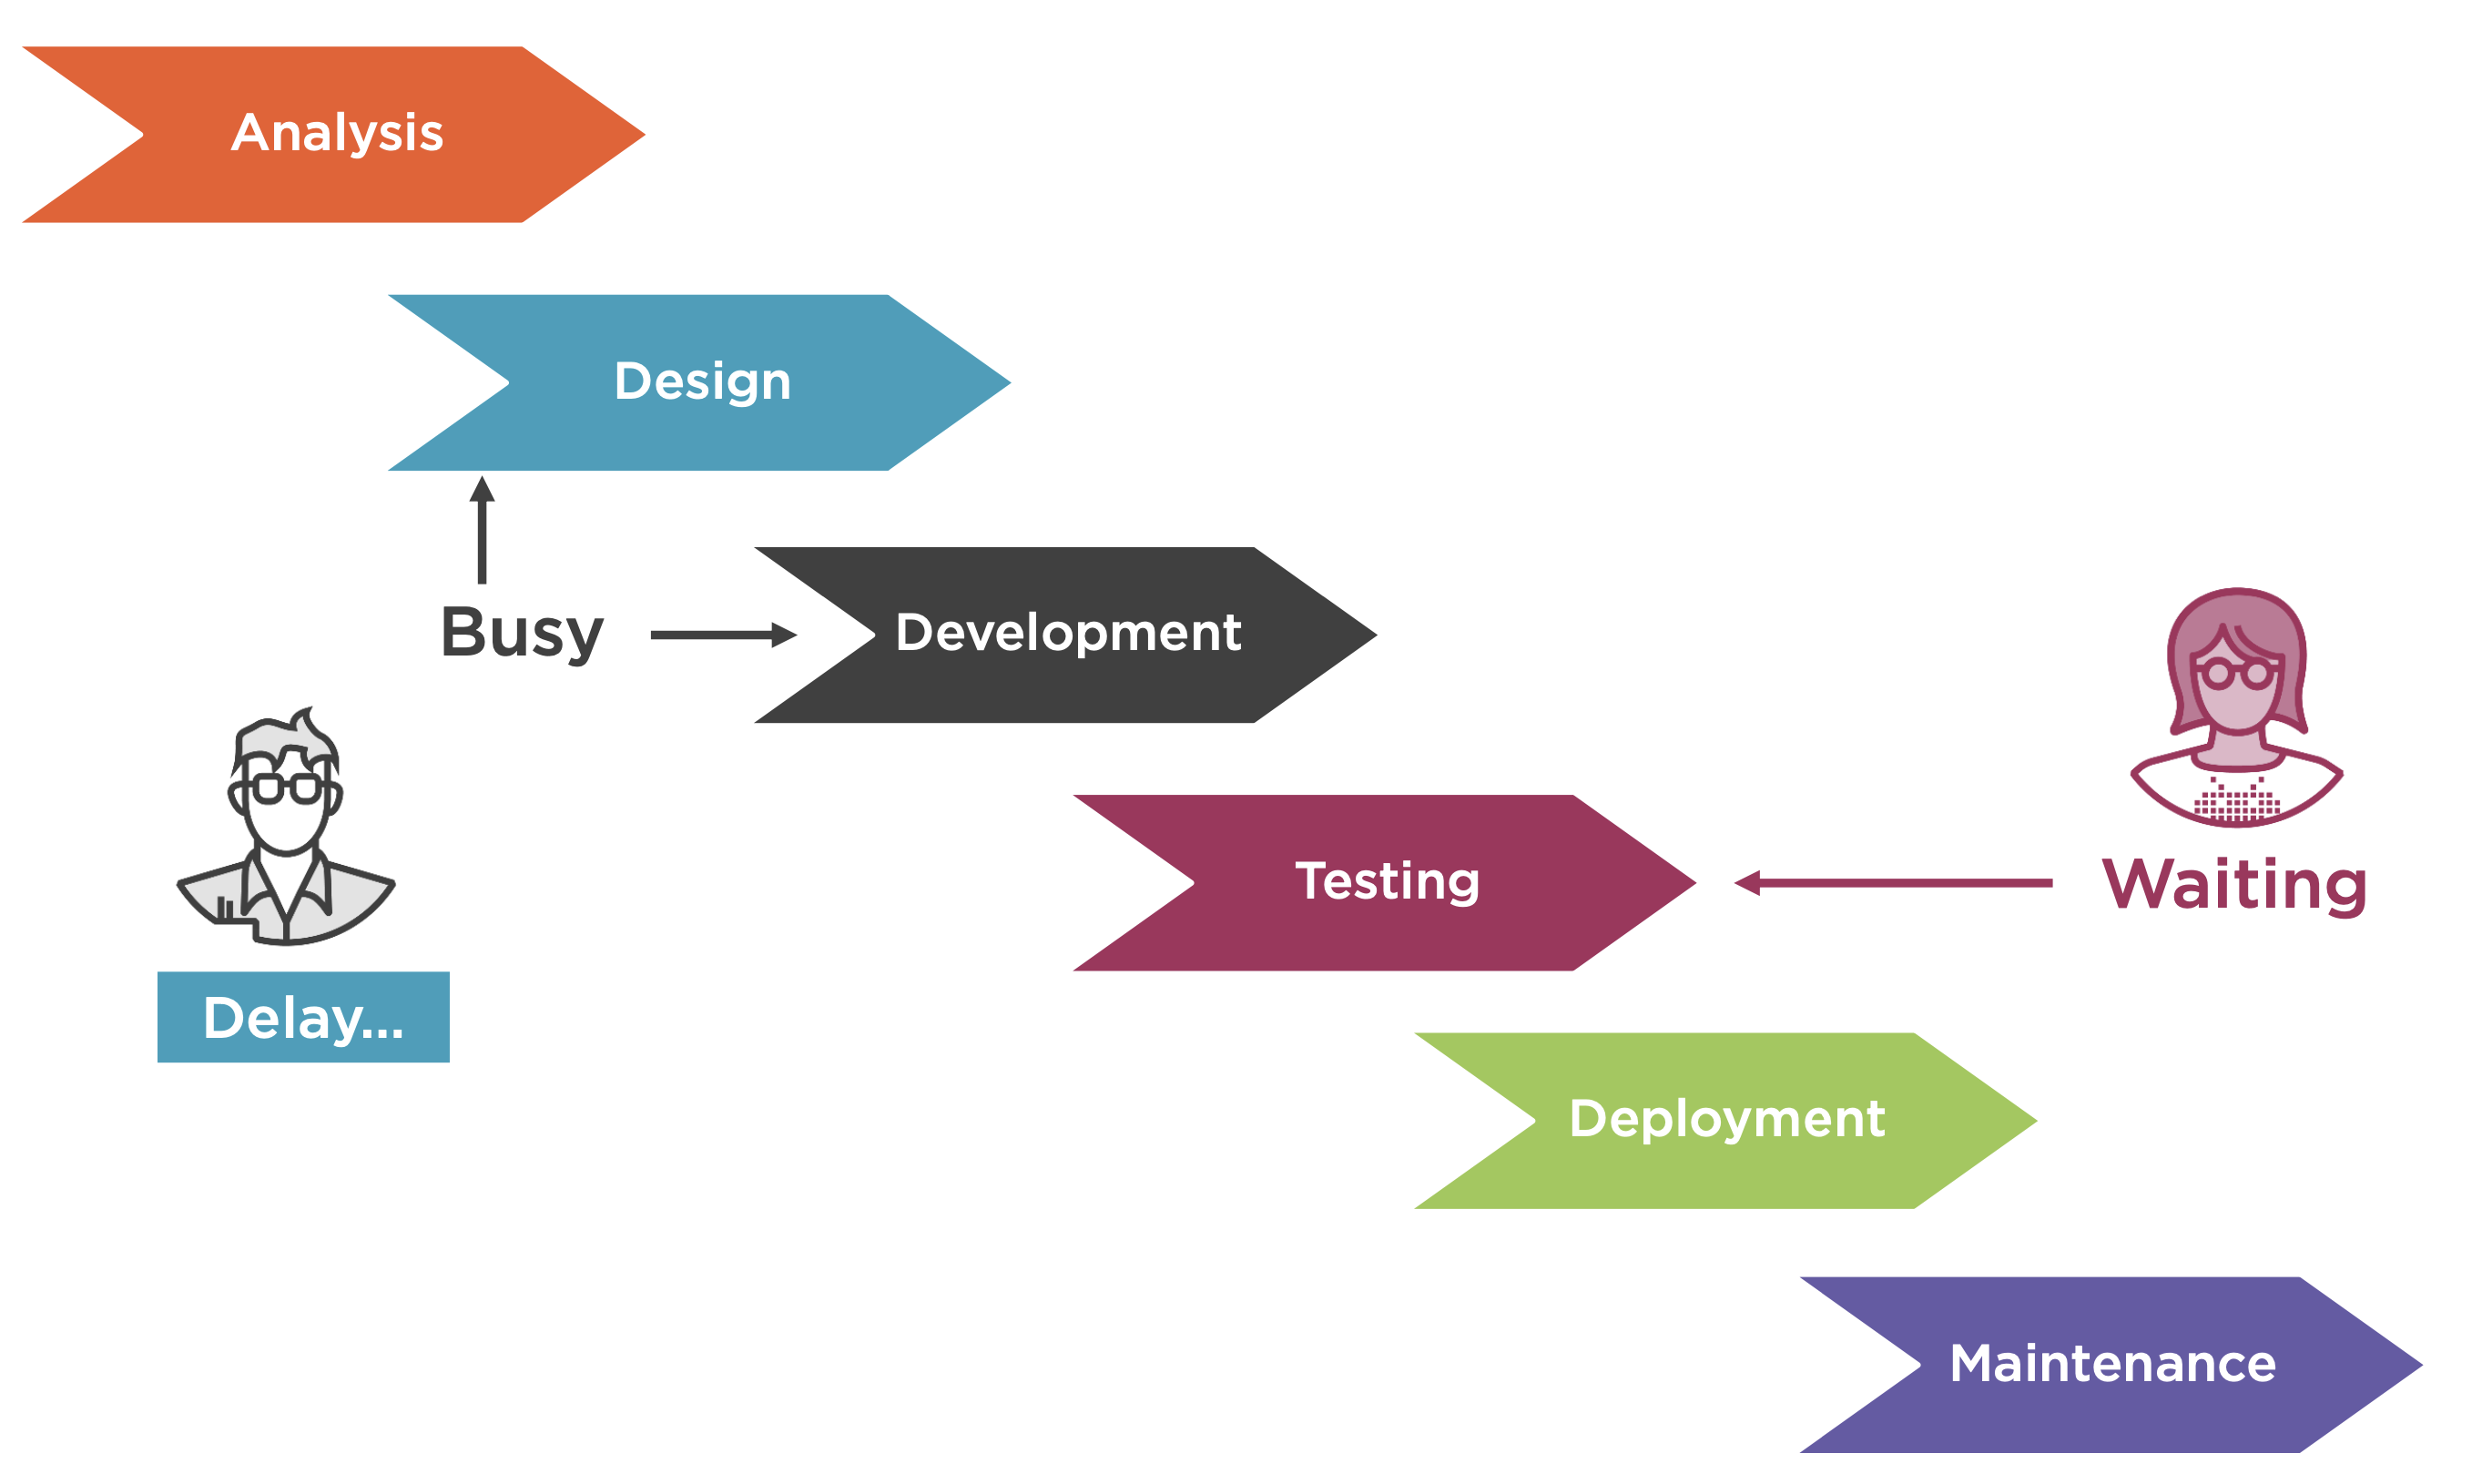 Analysis
Design
Busy
Development
Testing
Waiting
Delay...
Deployment
Maintenance